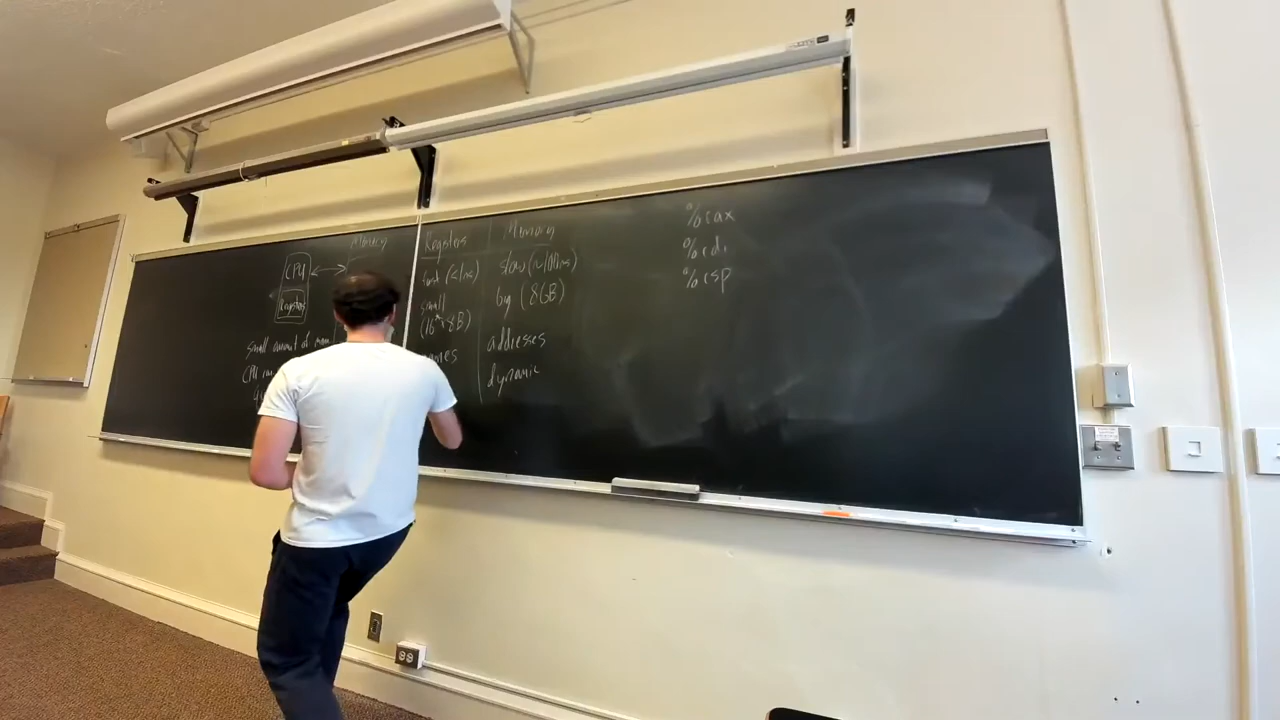 Memory
CPU
Registers
small amount of mem
CPU
Registers
fast (<1ns)
small
(16 * 8B)
names
Memory
slow (~100ns)
big (8GB)
addresses
dynamic
%rax
%rdi
%rsp